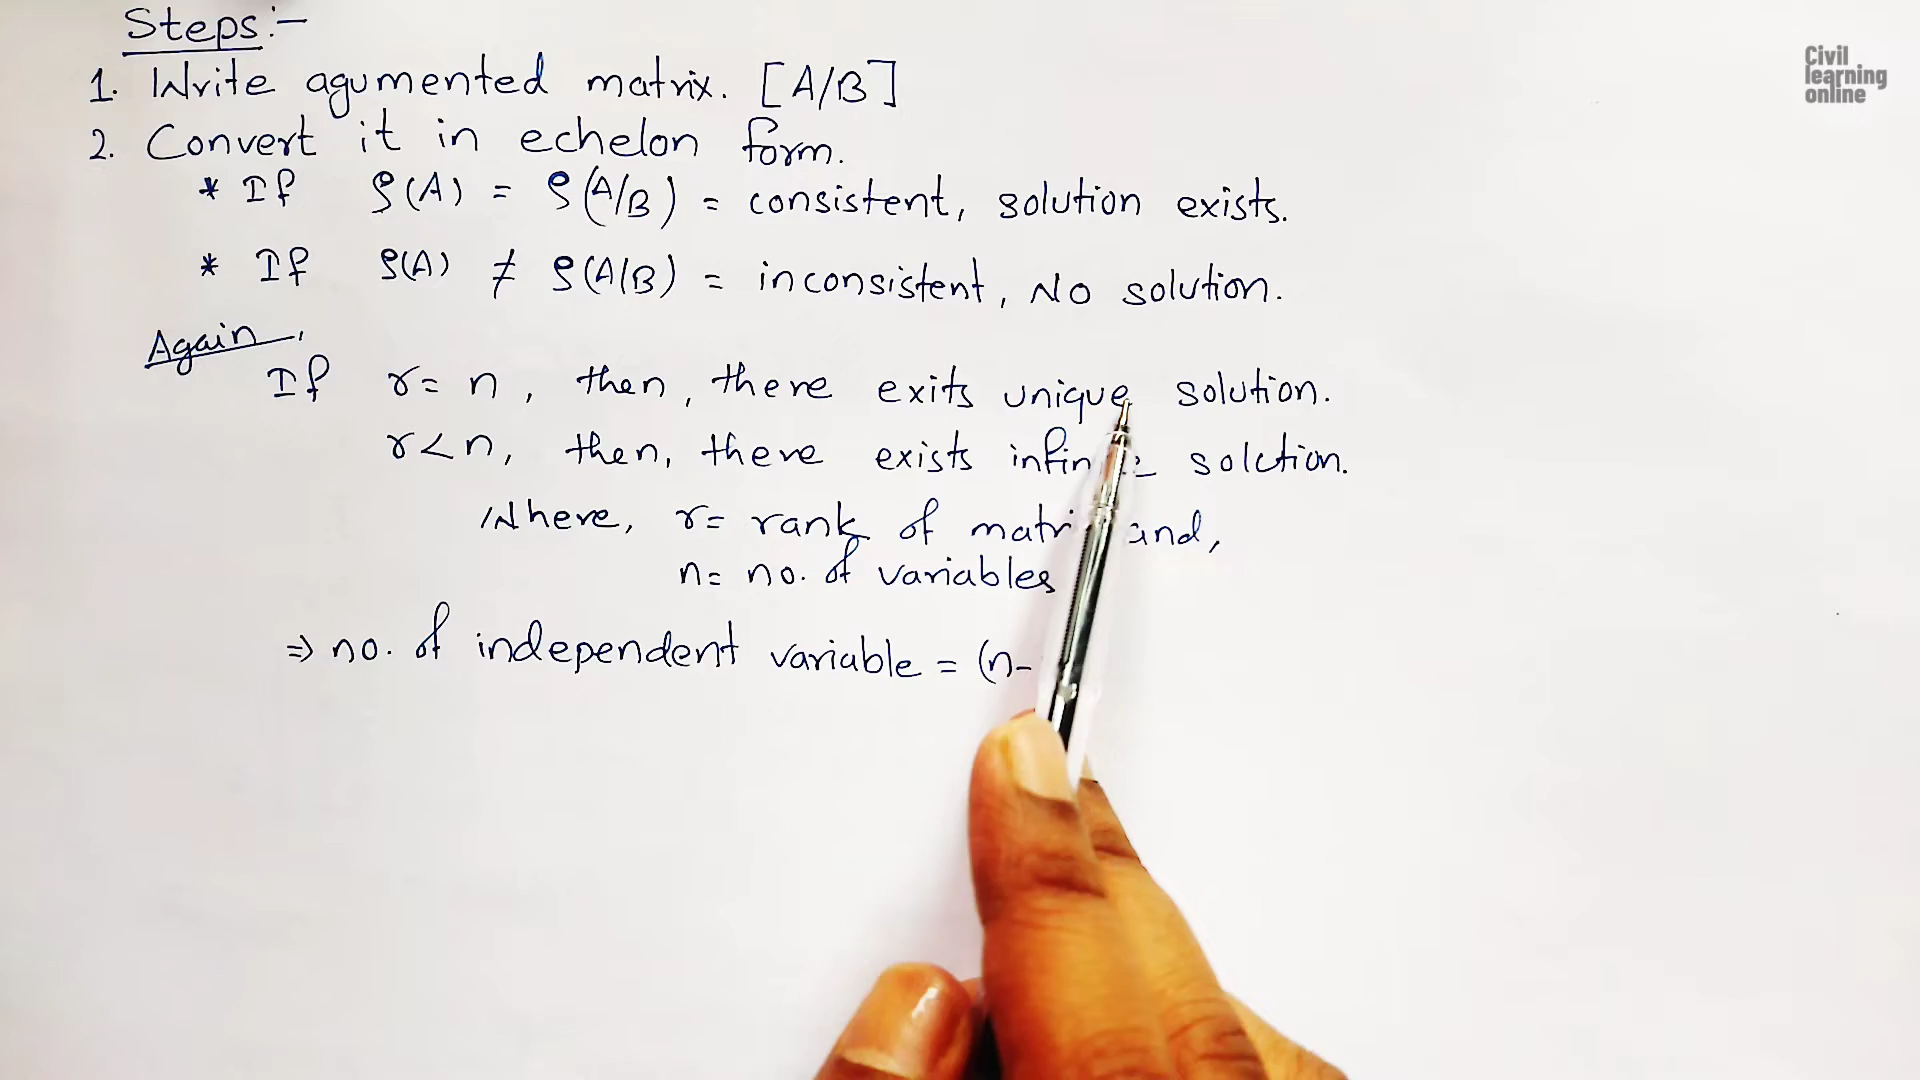 Steps:-
1. Write agumented matrix. [A/B]
2. Convert it in echelon form.
* If ρ(A) = ρ(A/B) = consistent, solution exists.
* If ρ(A) ≠ ρ(A/B) = inconsistent, No solution.
Again,
If r = n, then, there exits unique solution.
r < n, then, there exists solution.
Where, r = rank of and,
n = no. of variables
⇒ no. of independent variable = (n-
Civil
learning
online